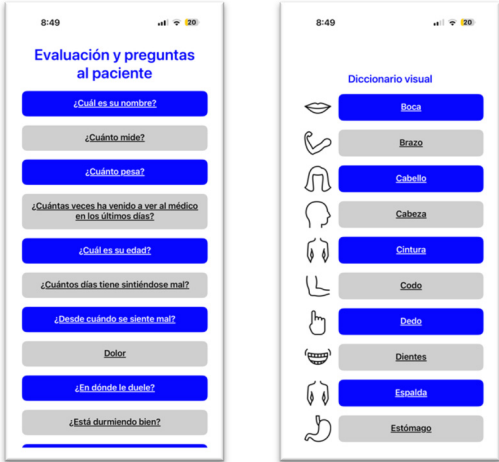 8:49
20
Evaluación y preguntas
al paciente
¿Cuál es su nombre?
¿Cuánto mide?
¿Cuánto pesa?
¿Cuántas veces ha venido a ver al médico
en los últimos días?
¿Cuál es su edad?
¿Cuántos días tiene sintiéndose mal?
¿Desde cuándo se siente mal?
Dolor
¿En dónde le duele?
¿Está durmiendo bien?
8:49
20
Diccionario visual
Boca
Brazo
Cabello
Cabeza
Cintura
Codo
Dedo
Dientes
Espalda
Estómago